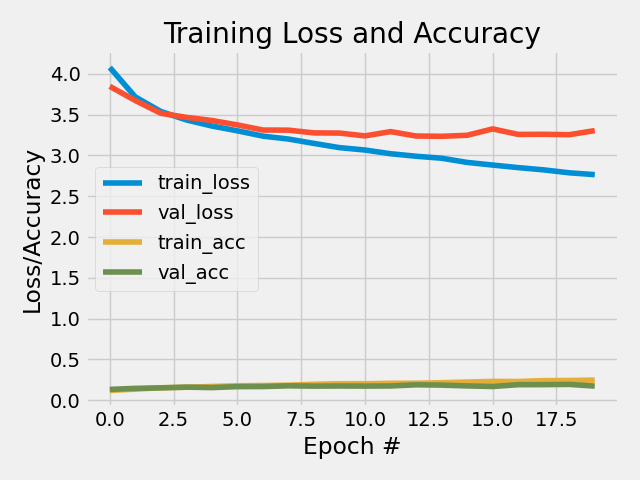 Training Loss and Accuracy
Loss/Accuracy
4.0
3.5
3.0
2.5
2.0
1.5
1.0
0.5
0.0
train_loss
val_loss
train_acc
val_acc
0.0 2.5 5.0 7.5 10.0 12.5 15.0 17.5
Epoch #